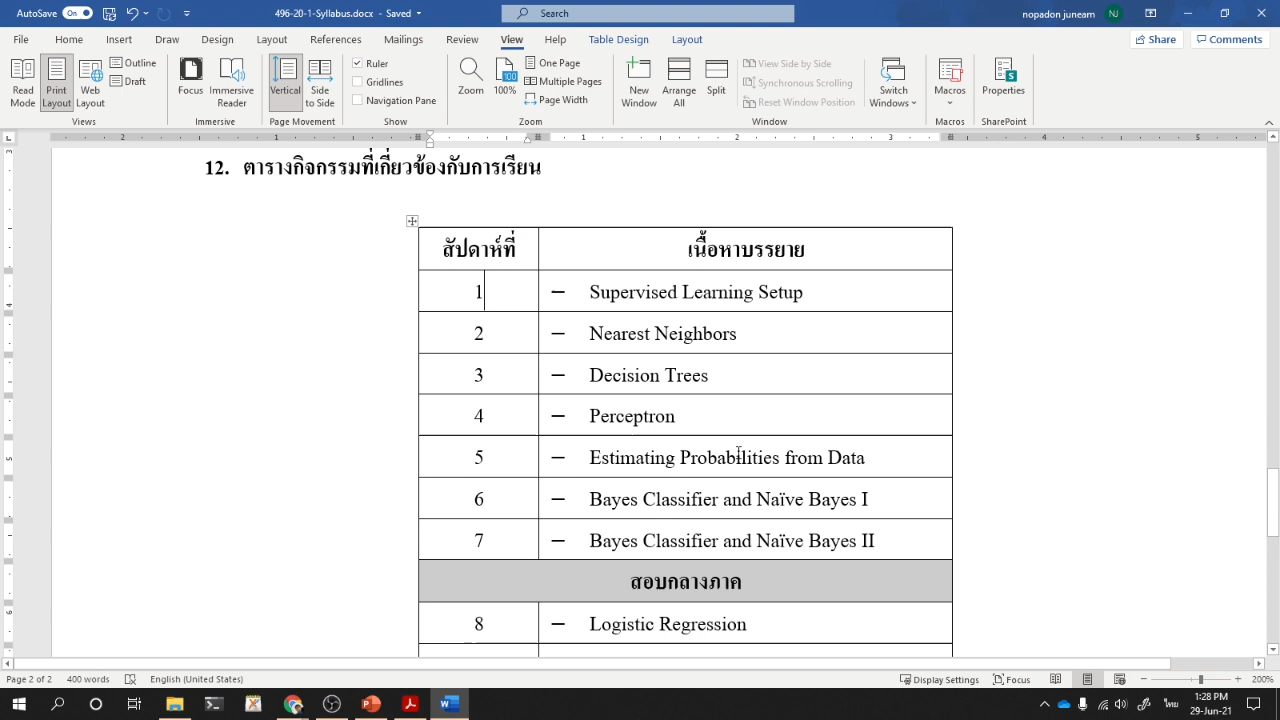 AutoSave On 496-20-1-Syllabus.docx Search nopadon juneam NJ
File Home Insert Draw Design Layout References Mailings Review View Help Table Design Layout Share Comments
Read Mode Print Layout Web Layout Outline Draft Focus Immersive Reader Vertical Side to Side Ruler Gridlines Navigation Pane Zoom 100% One Page Multiple Pages Page Width New Window Arrange All Split View Side by Side Synchronous Scrolling Reset Window Position Switch Windows Macros Properties
Views Immersive Page Movement Show Zoom Window Macros SharePoint
12. ตารางกิจกรรมที่เกี่ยวข้องกับการเรียน
สัปดาห์ที่ เนื้อหาบรรยาย
1 – Supervised Learning Setup
2 – Nearest Neighbors
3 – Decision Trees
4 – Perceptron
5 – Estimating Probabilities from Data
6 – Bayes Classifier and Naïve Bayes I
7 – Bayes Classifier and Naïve Bayes II
สอบกลางภาค
8 – Logistic Regression
Page 2 of 2 400 words English (United States) Display Settings Focus 200%
ไทย 1:28 PM
29-Jun-21